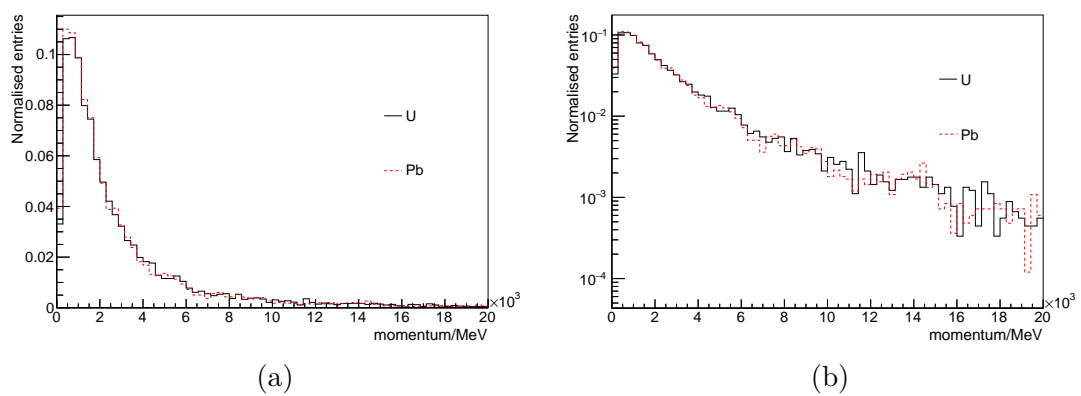 Normalised entries
0.1
0.08
0.06
0.04
0.02
0
U
Pb
0 2 4 6 8 10 12 14 16 18 20
×10³
momentum/MeV
(a)
Normalised entries
10⁻¹
10⁻²
10⁻³
10⁻⁴
U
Pb
0 2 4 6 8 10 12 14 16 18 20
×10³
momentum/MeV
(b)